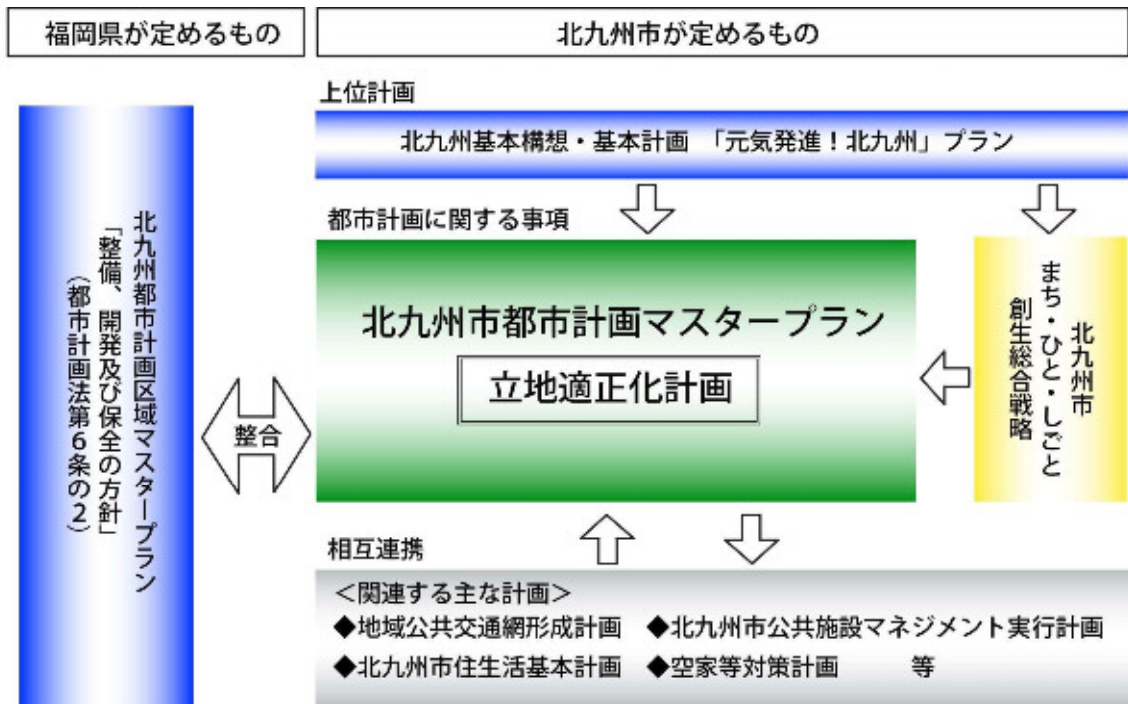 福岡県が定めるもの
北九州市が定めるもの
上位計画
北九州基本構想・基本計画 「元気発進！北九州」プラン
都市計画に関する事項
北九州市都市計画マスタープラン
立地適正化計画
北九州市
まち・ひと・しごと
創生総合戦略
北九州都市計画区域マスタープラン
「整備、開発及び保全の方針」
（都市計画法第６条の２）
整合
相互連携
＜関連する主な計画＞
◆地域公共交通網形成計画 ◆北九州市公共施設マネジメント実行計画
◆北九州市住生活基本計画 ◆空家等対策計画 等